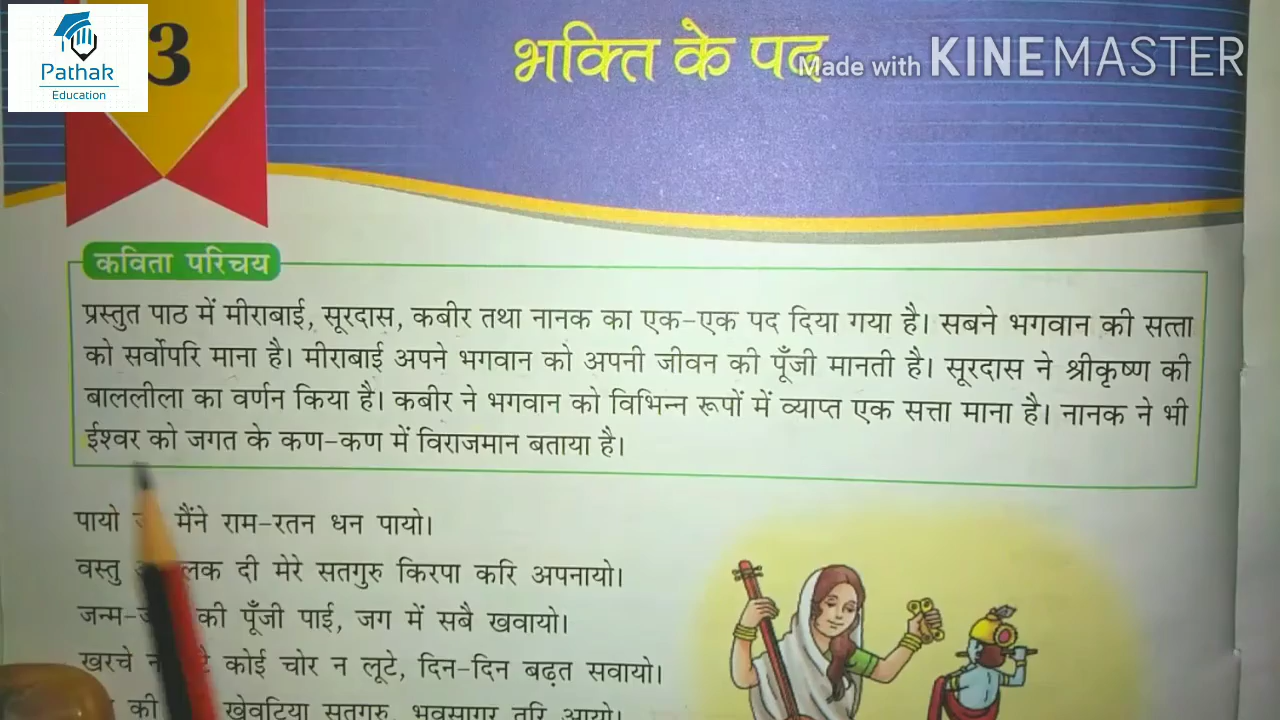 Pathak
Education
3
भक्ति के पद
Made with KINEMASTER
कविता परिचय
प्रस्तुत पाठ में मीराबाई, सूरदास, कबीर तथा नानक का एक-एक पद दिया गया है। सबने भगवान की सत्ता
को सर्वोपरि माना है। मीराबाई अपने भगवान को अपनी जीवन की पूँजी मानती है। सूरदास ने श्रीकृष्ण की
बाललीला का वर्णन किया है। कबीर ने भगवान को विभिन्न रूपों में व्याप्त एक सत्ता माना है। नानक ने भी
ईश्वर को जगत के कण-कण में विराजमान बताया है।
पायो मैंने राम-रतन धन पायो।
वस्तु दी मेरे सतगुरु किरपा करि अपनायो।
जन्म- की पूँजी पाई, जग में सबै खवायो।
खरचे कोई चोर न लूटे, दिन-दिन बढ़त सवायो।
की खेवटिया सतगुरु, भवसागर तरि आयो।